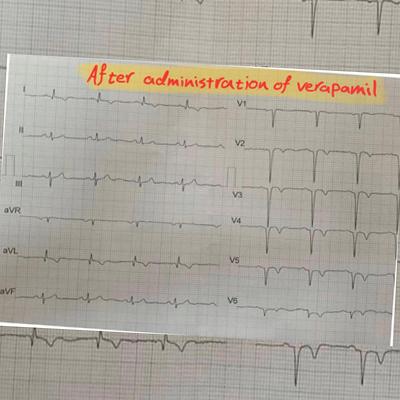 After administration of verapamil
I
V1
II
V2
III
V3
aVR
V4
aVL
V5
aVF
V6